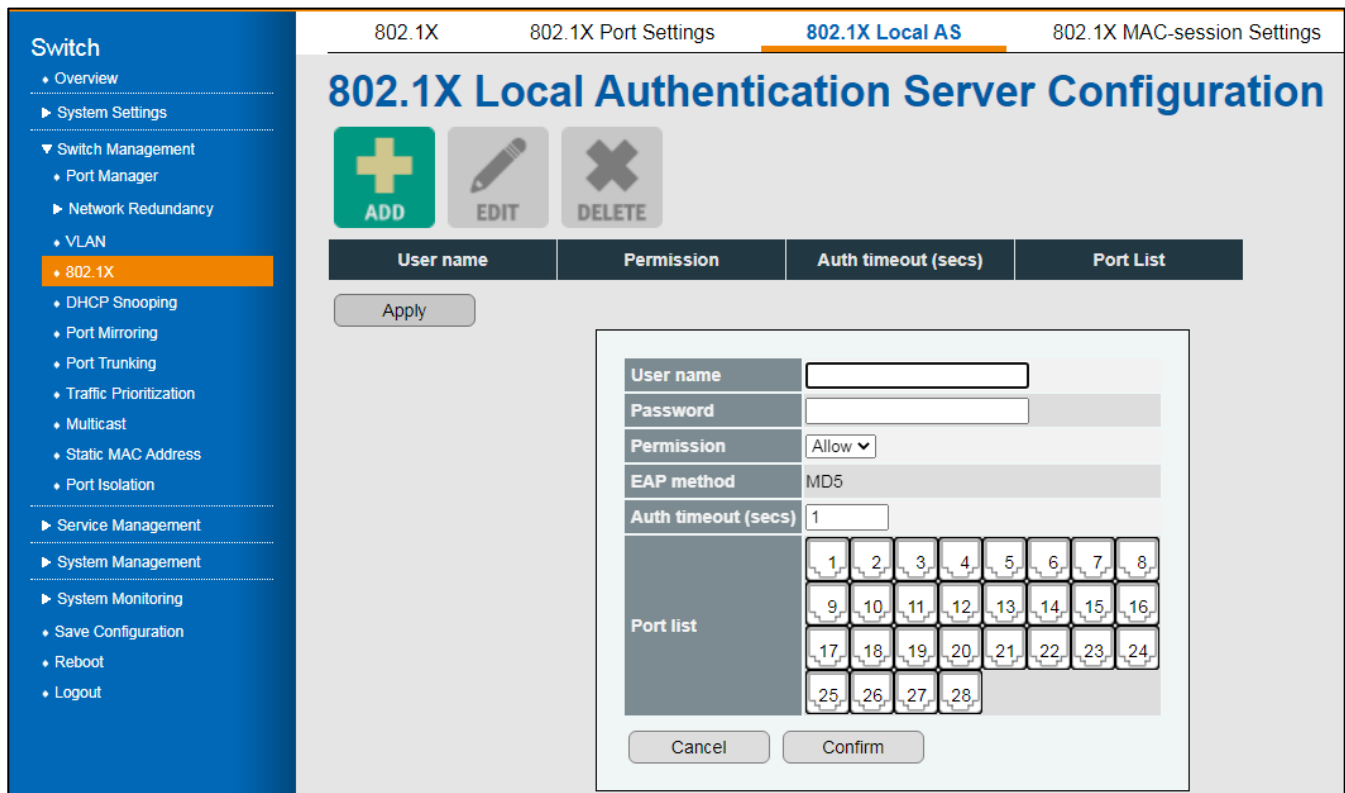 Switch
Overview
System Settings
Switch Management
Port Manager
Network Redundancy
VLAN
802.1X
DHCP Snooping
Port Mirroring
Port Trunking
Traffic Prioritization
Multicast
Static MAC Address
Port Isolation
Service Management
System Management
System Monitoring
Save Configuration
Reboot
Logout
802.1X 802.1X Port Settings 802.1X Local AS 802.1X MAC-session Settings
802.1X Local Authentication Server Configuration
ADD EDIT DELETE
User name Permission Auth timeout (secs) Port List
Apply
User name
Password
Permission Allow
EAP method MD5
Auth timeout (secs) 1
Port list
1 2 3 4 5 6 7 8
9 10 11 12 13 14 15 16
17 18 19 20 21 22 23 24
25 26 27 28
Cancel Confirm